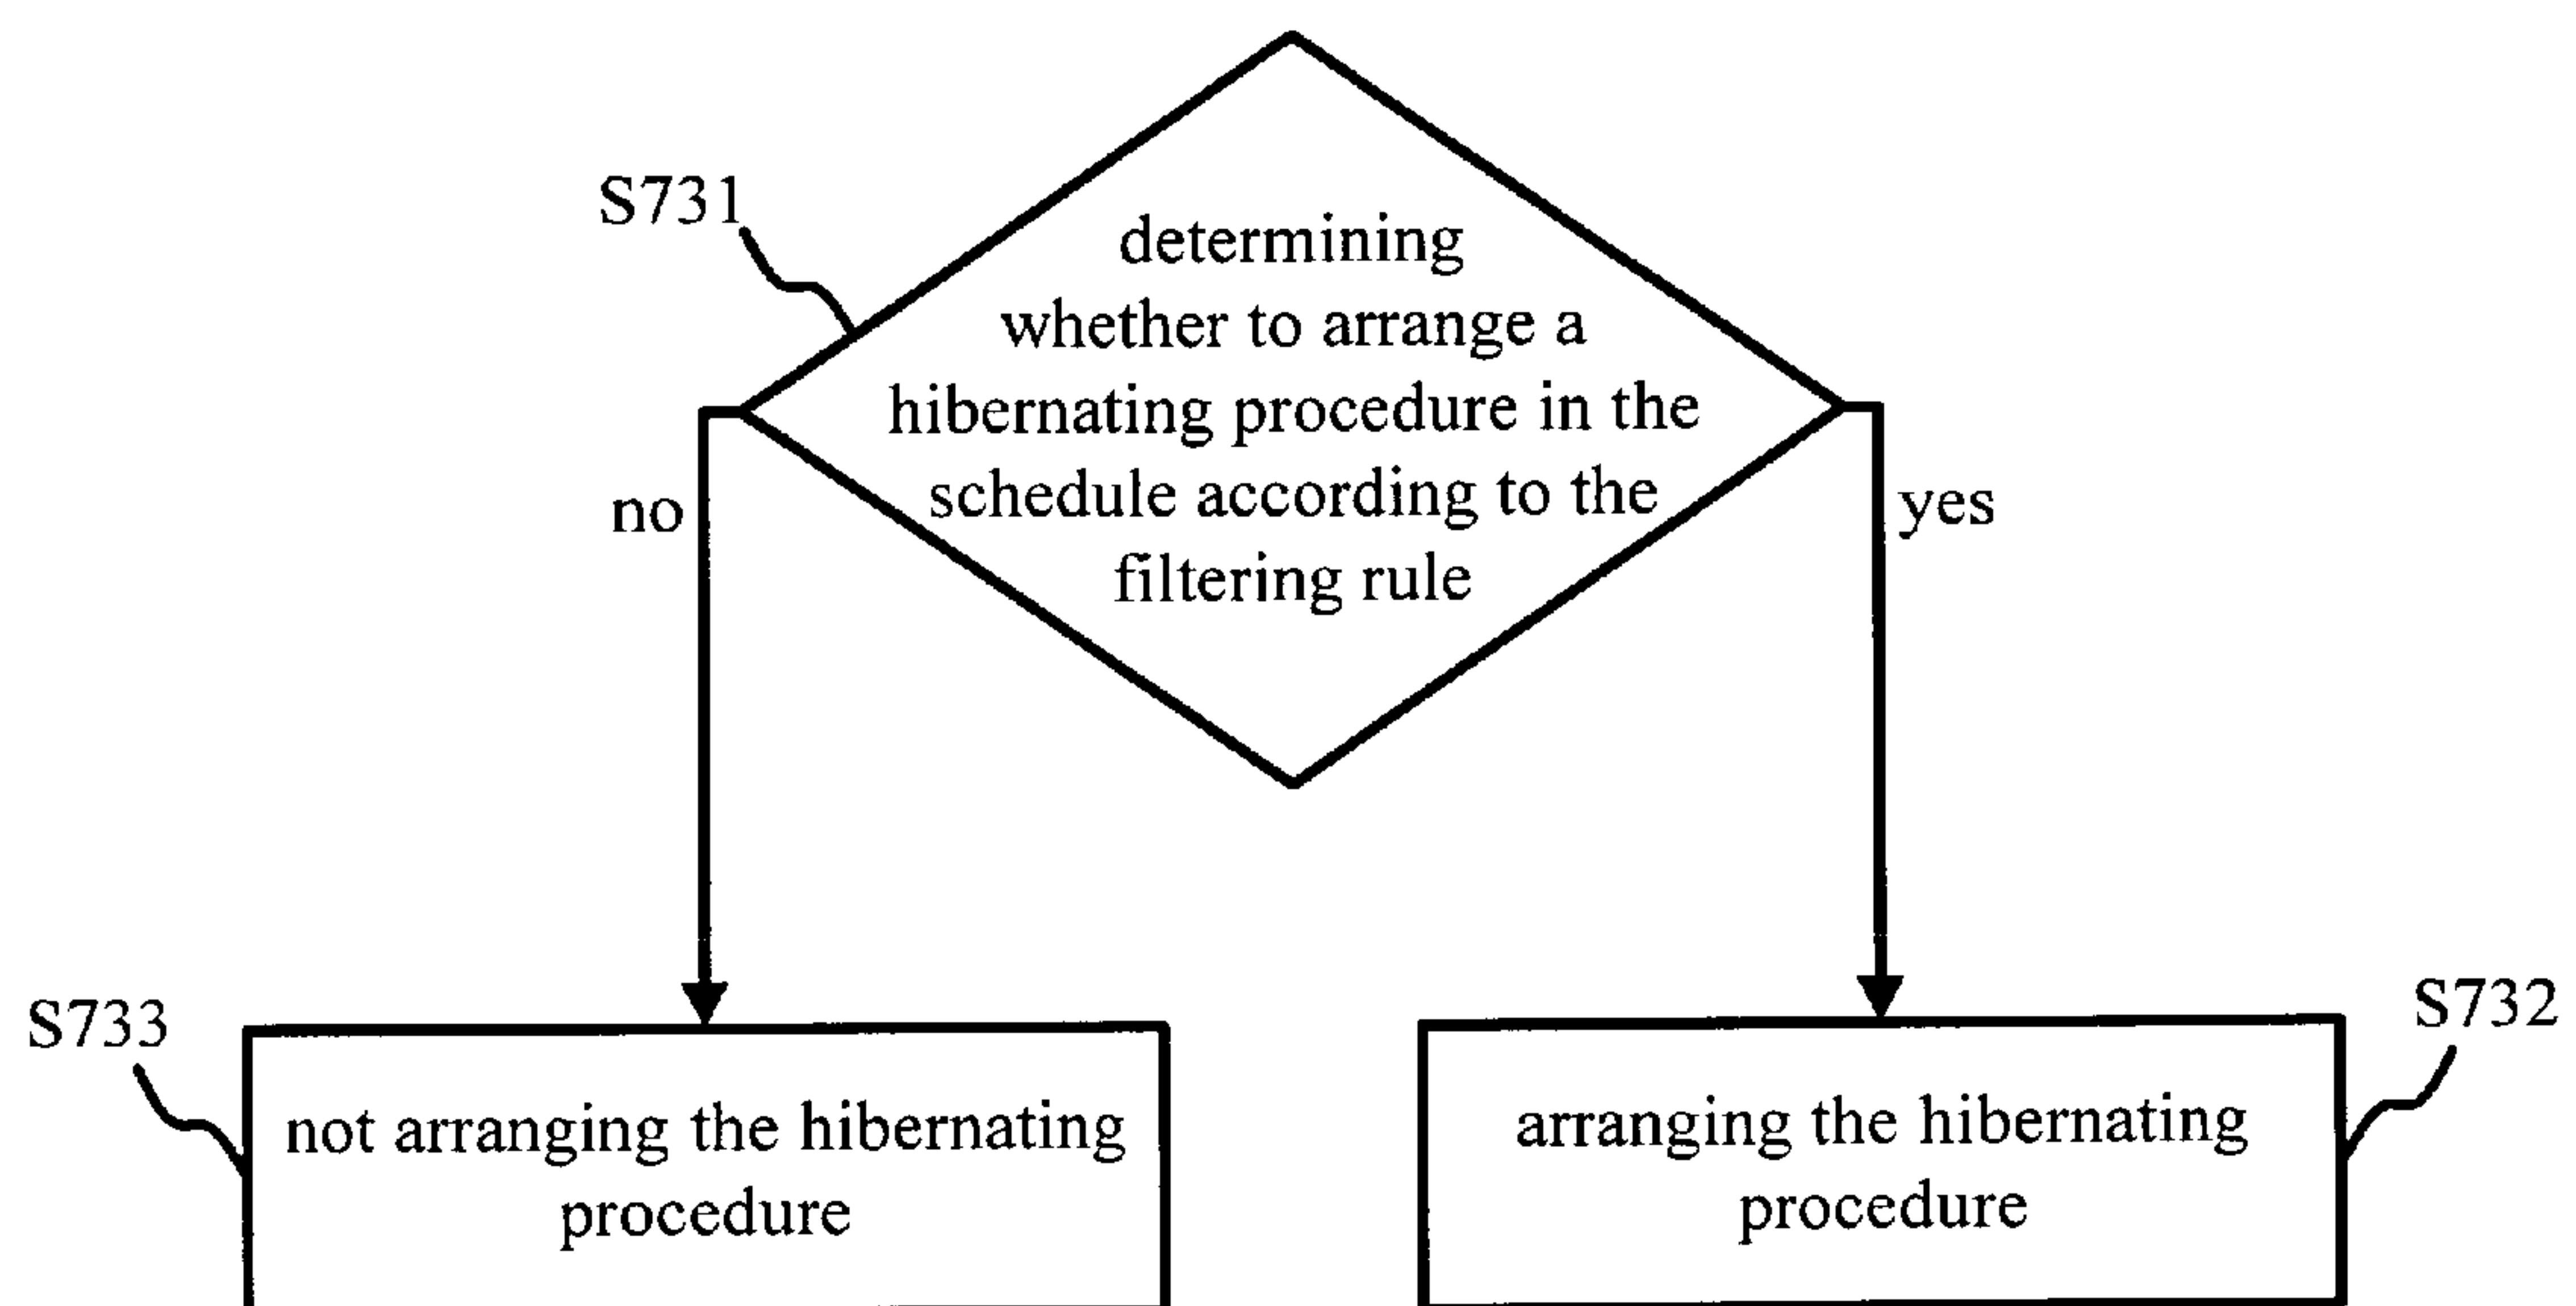 S731
determining
whether to arrange a
hibernating procedure in the
schedule according to the
filtering rule
no
yes
S733
not arranging the hibernating
procedure
S732
arranging the hibernating
procedure